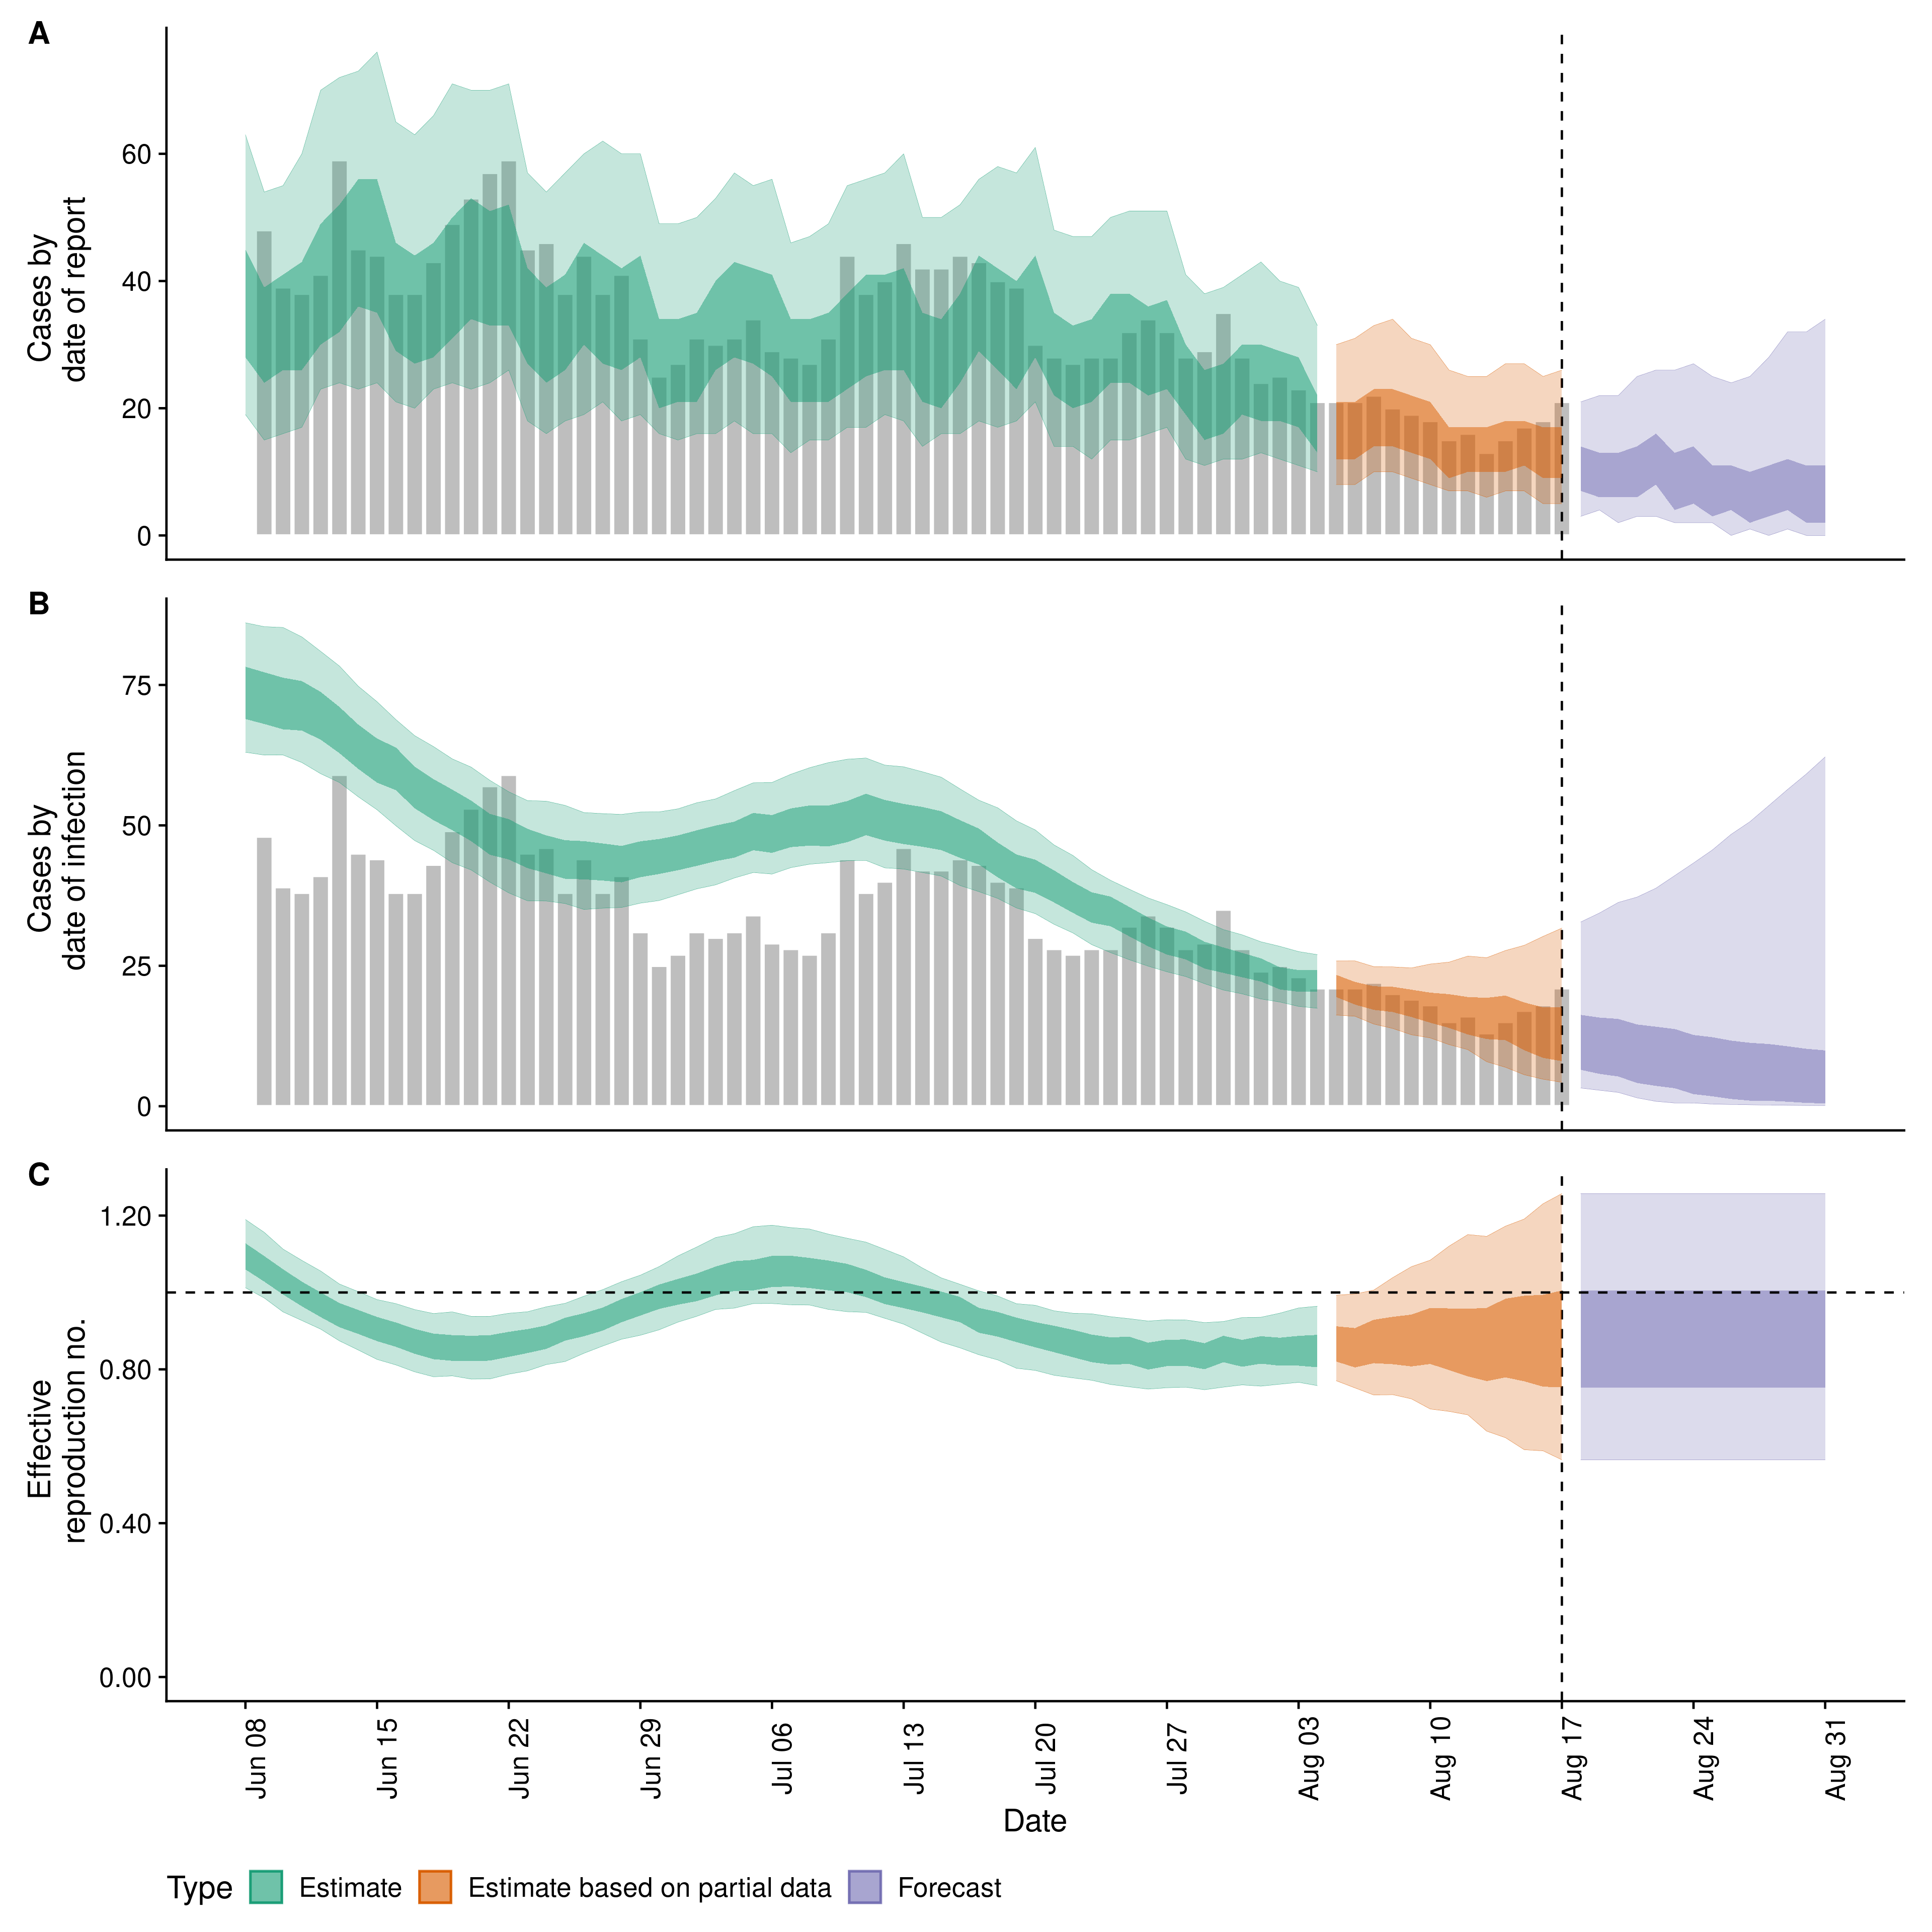 A
Cases by
date of report
60
40
20
0
B
Cases by
date of infection
75
50
25
0
C
Effective
reproduction no.
1.20
0.80
0.40
0.00
Jun 08
Jun 15
Jun 22
Jun 29
Jul 06
Jul 13
Jul 20
Jul 27
Aug 03
Aug 10
Aug 17
Aug 24
Aug 31
Date
Type Estimate Estimate based on partial data Forecast